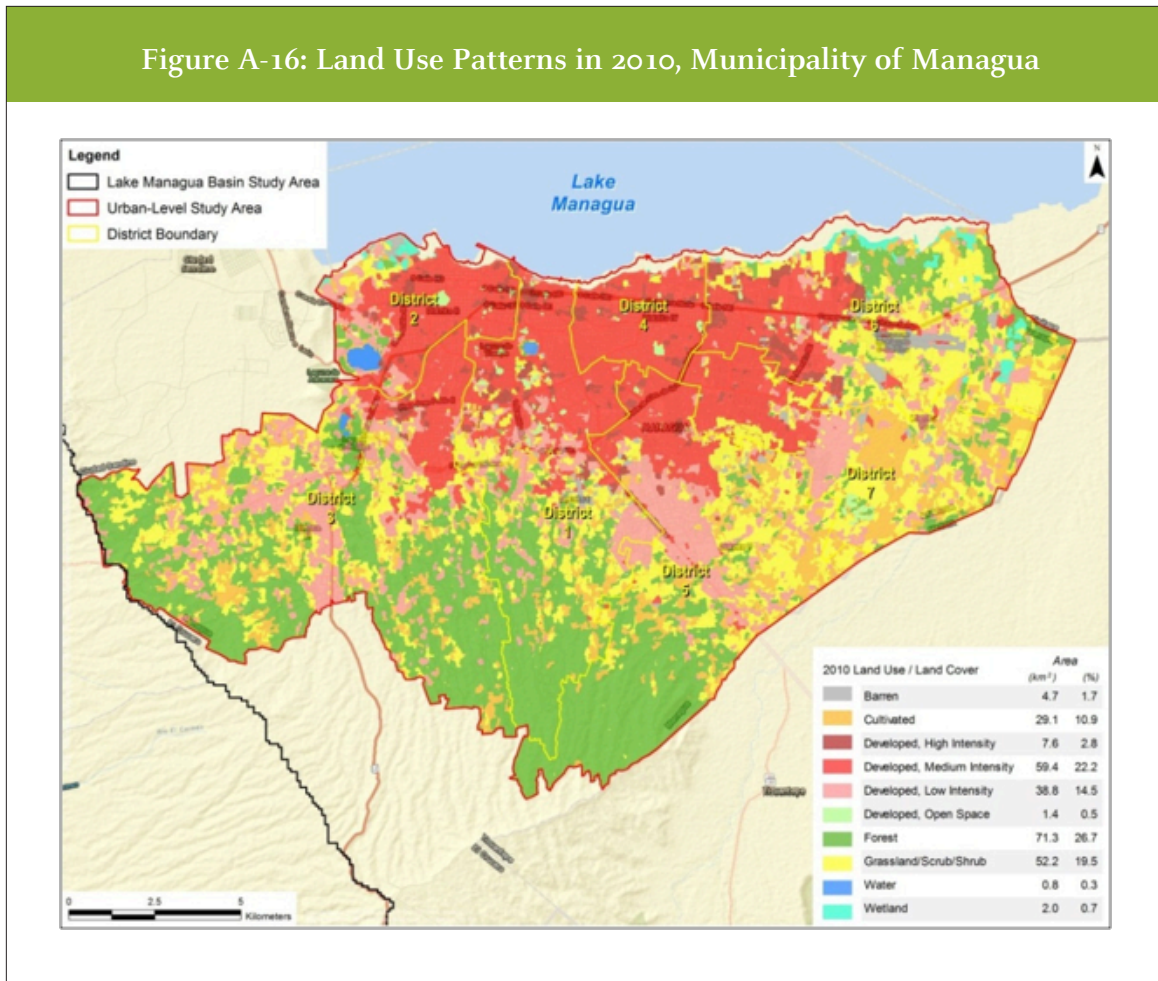 Figure A-16: Land Use Patterns in 2010, Municipality of Managua
Legend
Lake Managua Basin Study Area
Urban-Level Study Area
District Boundary
Lake
Managua
N
District
2
District
4
District
6
District
3
District
1
District
7
District
5
2010 Land Use / Land Cover
Area
(km²) (%)
Barren 4.7 1.7
Cultivated 29.1 10.9
Developed, High Intensity 7.6 2.8
Developed, Medium Intensity 59.4 22.2
Developed, Low Intensity 38.8 14.5
Developed, Open Space 1.4 0.5
Forest 71.3 26.7
Grassland/Scrub/Shrub 52.2 19.5
Water 0.8 0.3
Wetland 2.0 0.7
0 2.5 5
Kilometers